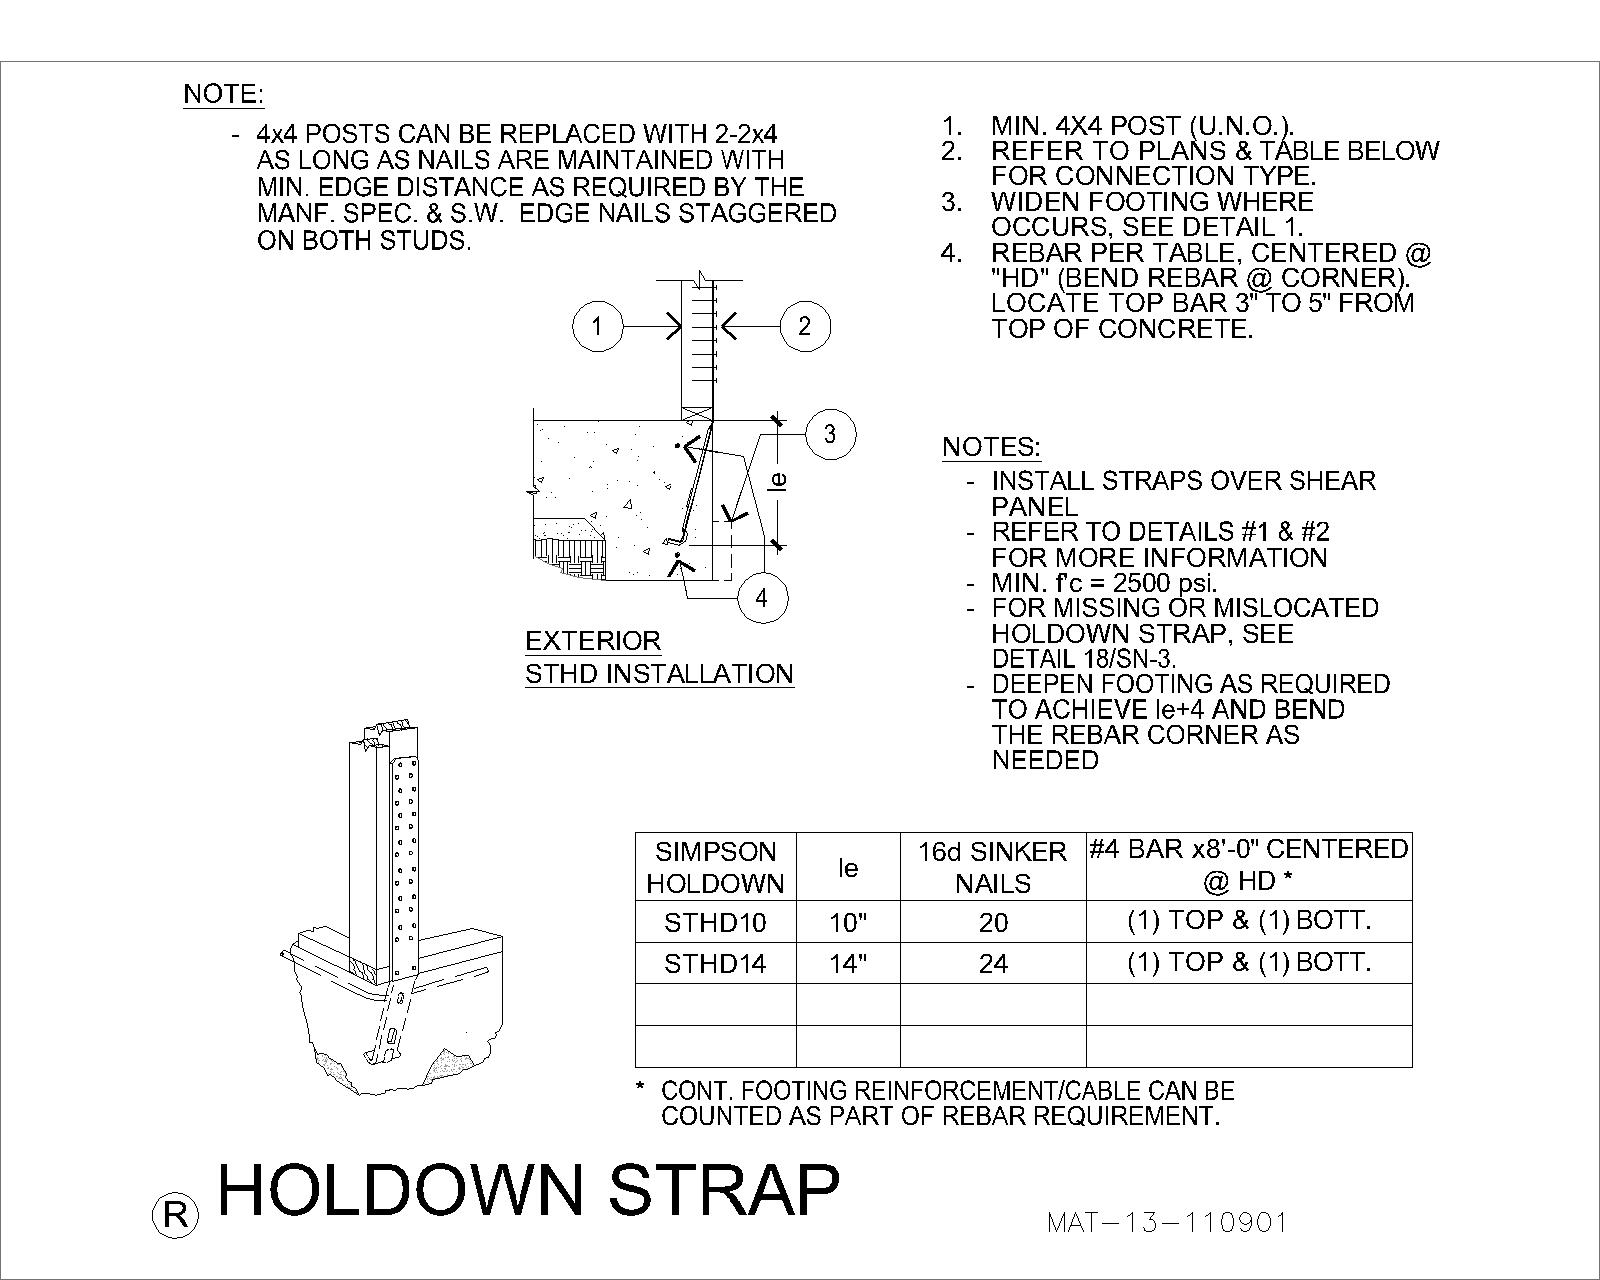 NOTE:
- 4x4 POSTS CAN BE REPLACED WITH 2-2x4
AS LONG AS NAILS ARE MAINTAINED WITH
MIN. EDGE DISTANCE AS REQUIRED BY THE
MANF. SPEC. & S.W. EDGE NAILS STAGGERED
ON BOTH STUDS.
1. MIN. 4X4 POST (U.N.O.).
2. REFER TO PLANS & TABLE BELOW
FOR CONNECTION TYPE.
3. WIDEN FOOTING WHERE
OCCURS, SEE DETAIL 1.
4. REBAR PER TABLE, CENTERED @
"HD" (BEND REBAR @ CORNER).
LOCATE TOP BAR 3" TO 5" FROM
TOP OF CONCRETE.
1
2
3
le
4
EXTERIOR
STHD INSTALLATION
NOTES:
- INSTALL STRAPS OVER SHEAR
PANEL
- REFER TO DETAILS #1 & #2
FOR MORE INFORMATION
- MIN. f'c = 2500 psi.
- FOR MISSING OR MISLOCATED
HOLDOWN STRAP, SEE
DETAIL 18/SN-3.
- DEEPEN FOOTING AS REQUIRED
TO ACHIEVE le+4 AND BEND
THE REBAR CORNER AS
NEEDED
SIMPSON HOLDOWN le 16d SINKER NAILS #4 BAR x8'-0" CENTERED @ HD *
STHD10 10" 20 (1) TOP & (1) BOTT.
STHD14 14" 24 (1) TOP & (1) BOTT.
* CONT. FOOTING REINFORCEMENT/CABLE CAN BE
COUNTED AS PART OF REBAR REQUIREMENT.
R HOLDOWN STRAP
MAT-13-110901